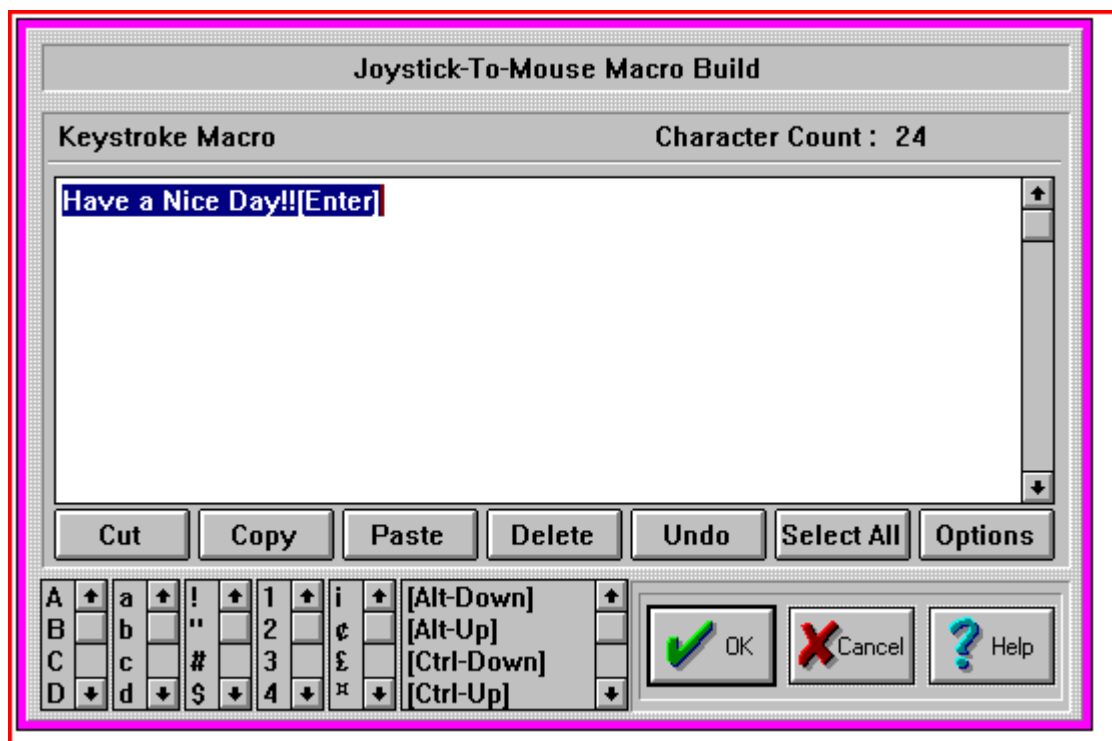 Joystick-To-Mouse Macro Build
Keystroke Macro Character Count : 24
Have a Nice Day!![Enter]
Cut Copy Paste Delete Undo Select All Options
A a ! 1 ¡ [Alt-Down]
B b " 2 ¢ [Alt-Up]
C c # 3 £ [Ctrl-Down]
D d $ 4 ¤ [Ctrl-Up]
OK Cancel Help